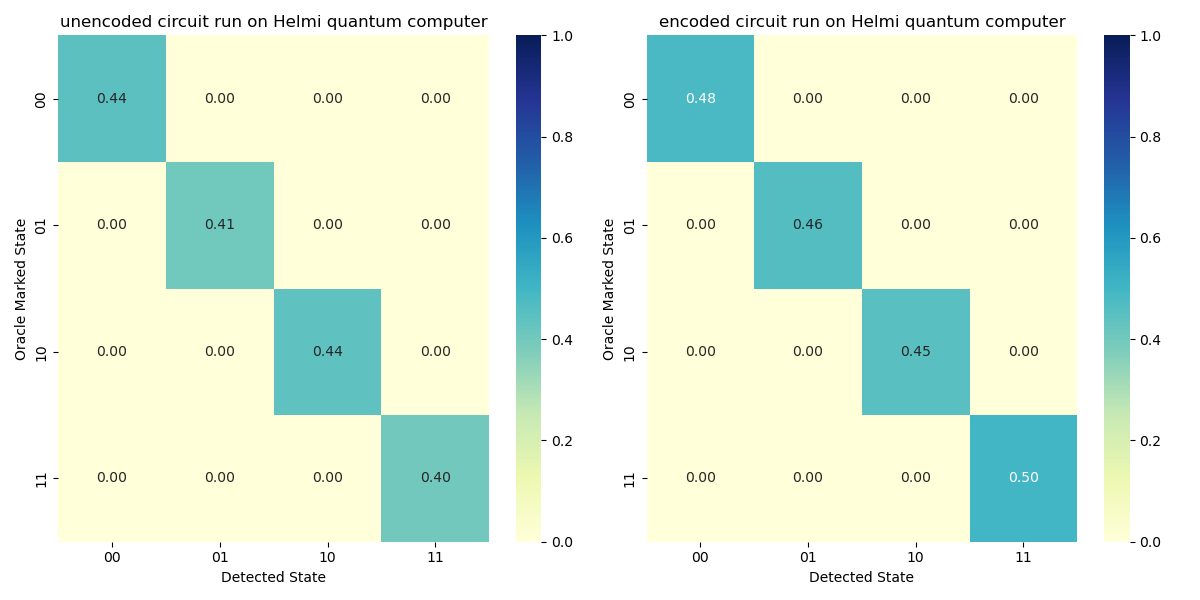 unencoded circuit run on Helmi quantum computer
Oracle Marked State
00
0.44 0.00 0.00 0.00
01
0.00 0.41 0.00 0.00
10
0.00 0.00 0.44 0.00
11
0.00 0.00 0.00 0.40
00 01 10 11
Detected State
1.0
0.8
0.6
0.4
0.2
0.0
encoded circuit run on Helmi quantum computer
Oracle Marked State
00
0.48 0.00 0.00 0.00
01
0.00 0.46 0.00 0.00
10
0.00 0.00 0.45 0.00
11
0.00 0.00 0.00 0.50
00 01 10 11
Detected State
1.0
0.8
0.6
0.4
0.2
0.0